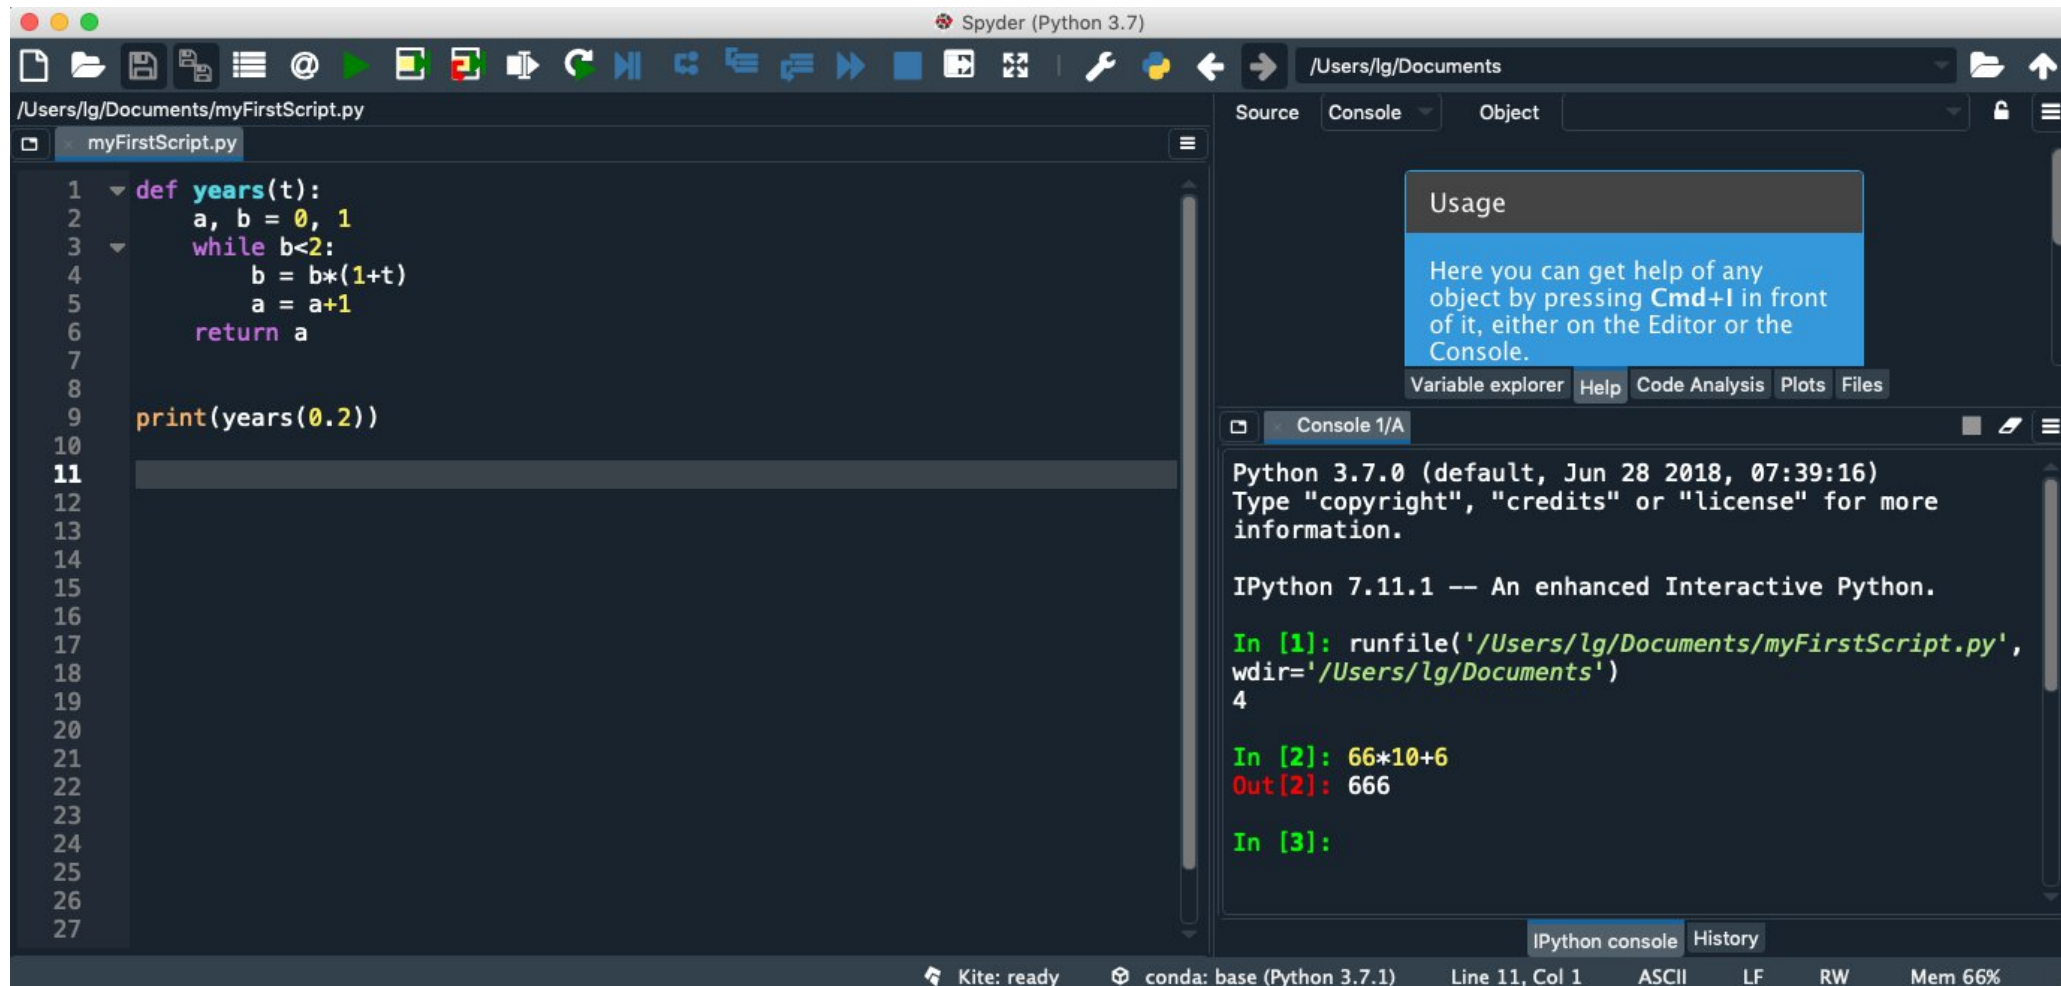 Spyder (Python 3.7)
/Users/lg/Documents
/Users/lg/Documents/myFirstScript.py
myFirstScript.py
1 def years(t):
2     a, b = 0, 1
3     while b<2:
4         b = b*(1+t)
5         a = a+1
6     return a
7
8
9 print(years(0.2))
10
11
12
13
14
15
16
17
18
19
20
21
22
23
24
25
26
27
Source Console Object
Usage
Here you can get help of any
object by pressing Cmd+I in front
of it, either on the Editor or the
Console.
Variable explorer Help Code Analysis Plots Files
Console 1/A
Python 3.7.0 (default, Jun 28 2018, 07:39:16)
Type "copyright", "credits" or "license" for more
information.
IPython 7.11.1 -- An enhanced Interactive Python.
In [1]: runfile('/Users/lg/Documents/myFirstScript.py',
wdir='/Users/lg/Documents')
4
In [2]: 66*10+6
Out[2]: 666
In [3]:
IPython console History
Kite: ready conda: base (Python 3.7.1) Line 11, Col 1 ASCII LF RW Mem 66%